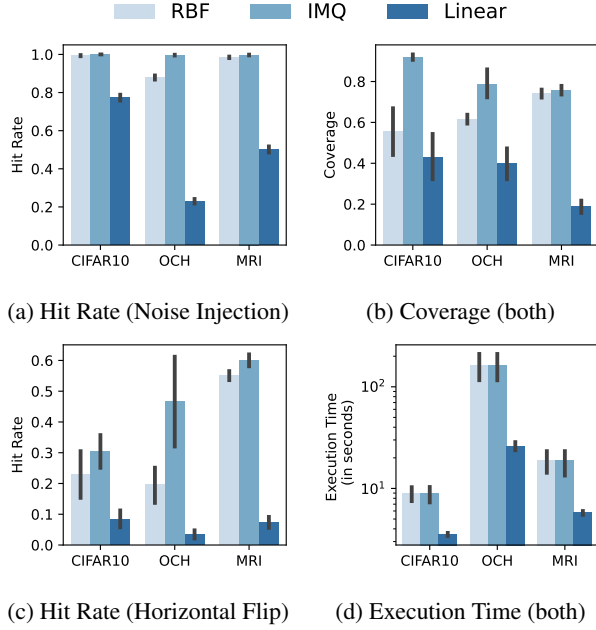 RBF IMQ Linear
1.0
0.8
0.6
0.4
0.2
0.0
Hit Rate
CIFAR10 OCH MRI
(a) Hit Rate (Noise Injection)
0.8
0.6
0.4
0.2
0.0
Coverage
CIFAR10 OCH MRI
(b) Coverage (both)
0.6
0.5
0.4
0.3
0.2
0.1
0.0
Hit Rate
CIFAR10 OCH MRI
(c) Hit Rate (Horizontal Flip)
10²
10¹
Execution Time
(in seconds)
CIFAR10 OCH MRI
(d) Execution Time (both)